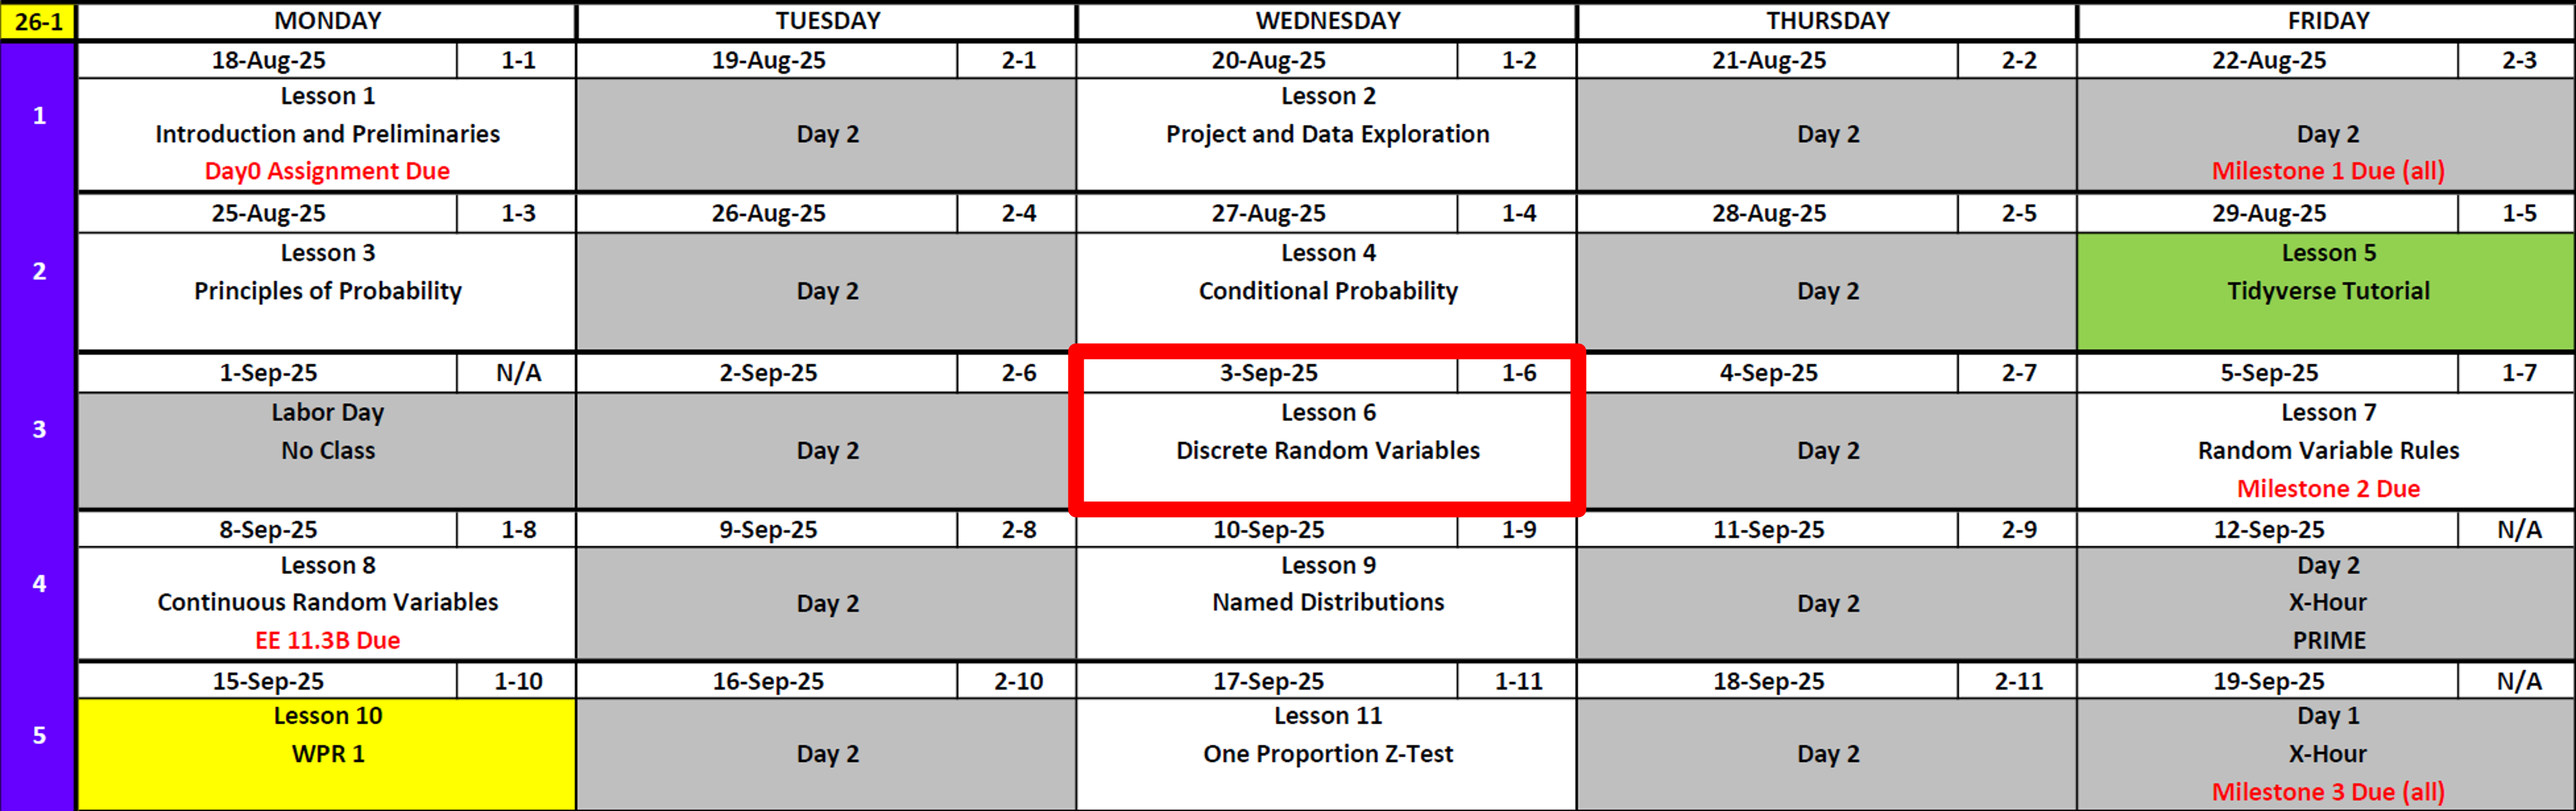 26-1 MONDAY TUESDAY WEDNESDAY THURSDAY FRIDAY
18-Aug-25 1-1 19-Aug-25 2-1 20-Aug-25 1-2 21-Aug-25 2-2 22-Aug-25 2-3
1
Lesson 1
Introduction and Preliminaries
Day0 Assignment Due
Day 2
Lesson 2
Project and Data Exploration
Day 2
Day 2
Milestone 1 Due (all)
25-Aug-25 1-3 26-Aug-25 2-4 27-Aug-25 1-4 28-Aug-25 2-5 29-Aug-25 1-5
2
Lesson 3
Principles of Probability
Day 2
Lesson 4
Conditional Probability
Day 2
Lesson 5
Tidyverse Tutorial
1-Sep-25 N/A 2-Sep-25 2-6 3-Sep-25 1-6 4-Sep-25 2-7 5-Sep-25 1-7
3
Labor Day
No Class
Day 2
Lesson 6
Discrete Random Variables
Day 2
Lesson 7
Random Variable Rules
Milestone 2 Due
8-Sep-25 1-8 9-Sep-25 2-8 10-Sep-25 1-9 11-Sep-25 2-9 12-Sep-25 N/A
4
Lesson 8
Continuous Random Variables
EE 11.3B Due
Day 2
Lesson 9
Named Distributions
Day 2
Day 2
X-Hour
PRIME
15-Sep-25 1-10 16-Sep-25 2-10 17-Sep-25 1-11 18-Sep-25 2-11 19-Sep-25 N/A
5
Lesson 10
WPR 1
Day 2
Lesson 11
One Proportion Z-Test
Day 2
Day 1
X-Hour
Milestone 3 Due (all)